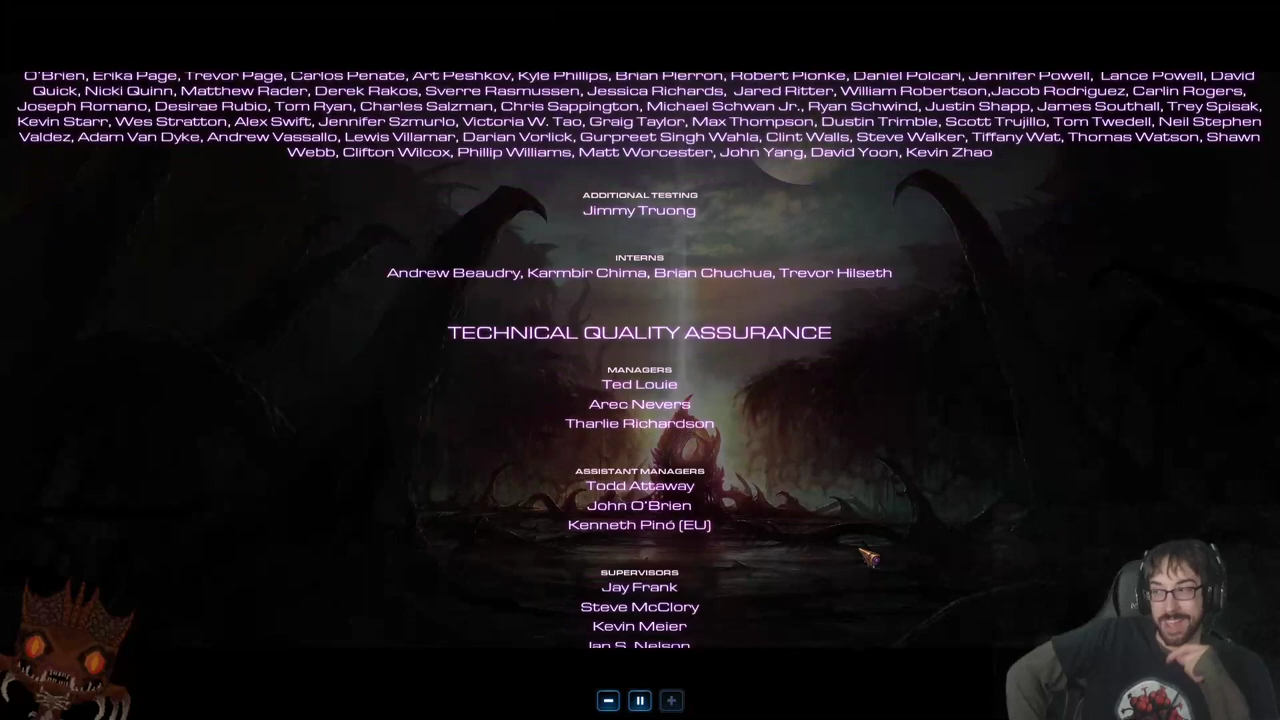 O'Brien, Erika Page, Trevor Page, Carlos Penate, Art Peshkov, Kyle Phillips, Brian Pierron, Robert Plonke, Daniel Polcari, Jennifer Powell, Lance Powell, David
Quick, Nicki Quinn, Matthew Rader, Derek Rakos, Sverre Rasmussen, Jessica Richards, Jared Ritter, William Robertson,Jacob Rodriguez, Carlin Rogers,
Joseph Romano, Desirae Rubio, Tom Ryan, Charles Salzman, Chris Sappington, Michael Schwan Jr., Ryan Schwind, Justin Shapp, James Southall, Trey Spisak,
Kevin Starr, Wes Stratton, Alex Swift, Jennifer Szmurlo, Victoria W. Tao, Graig Taylor, Max Thompson, Dustin Trimble, Scott Trujillo, Tom Twedell, Neil Stephen
Valdez, Adam Van Dyke, Andrew Vassallo, Lewis Villamar, Darian Vorlick, Gurpreet Singh Wahla, Clint Walls, Steve Walker, Tiffany Wat, Thomas Watson, Shawn
Webb, Clifton Wilcox, Phillip Williams, Matt Worcester, John Yang, David Yoon, Kevin Zhao
ADDITIONAL TESTING
Jimmy Truong
INTERNS
Andrew Beaudry, Karmbir Chima, Brian Chuchua, Trevor Hilseth
TECHNICAL QUALITY ASSURANCE
MANAGERS
Ted Louie
Arec Nevers
Tharlie Richardson
ASSISTANT MANAGERS
Todd Attaway
John O'Brien
Kenneth Pinó (EU)
SUPERVISORS
Jay Frank
Steve McClory
Kevin Meier
Ian S. Nelson